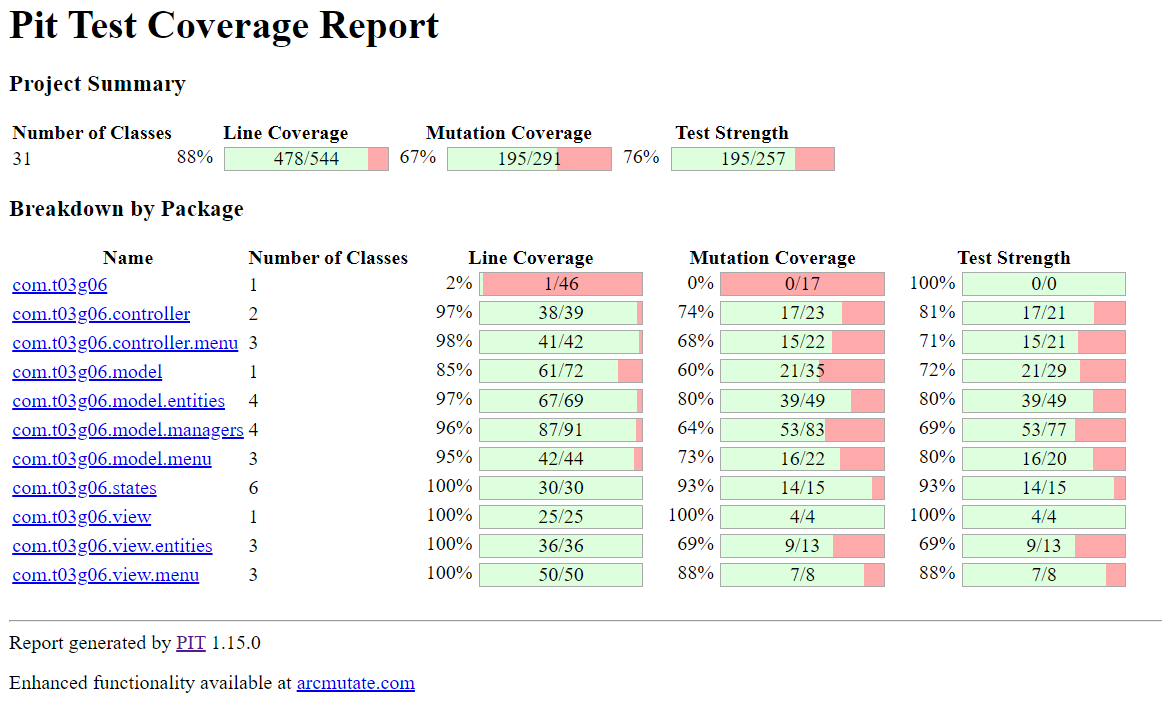 Pit Test Coverage Report
Project Summary
Number of Classes Line Coverage Mutation Coverage Test Strength
31 88% 478/544 67% 195/291 76% 195/257
Breakdown by Package
Name Number of Classes Line Coverage Mutation Coverage Test Strength
com.t03g06 1 2% 1/46 0% 0/17 100% 0/0
com.t03g06.controller 2 97% 38/39 74% 17/23 81% 17/21
com.t03g06.controller.menu 3 98% 41/42 68% 15/22 71% 15/21
com.t03g06.model 1 85% 61/72 60% 21/35 72% 21/29
com.t03g06.model.entities 4 97% 67/69 80% 39/49 80% 39/49
com.t03g06.model.managers 4 96% 87/91 64% 53/83 69% 53/77
com.t03g06.model.menu 3 95% 42/44 73% 16/22 80% 16/20
com.t03g06.states 6 100% 30/30 93% 14/15 93% 14/15
com.t03g06.view 1 100% 25/25 100% 4/4 100% 4/4
com.t03g06.view.entities 3 100% 36/36 69% 9/13 69% 9/13
com.t03g06.view.menu 3 100% 50/50 88% 7/8 88% 7/8
Report generated by PIT 1.15.0
Enhanced functionality available at arcmutate.com